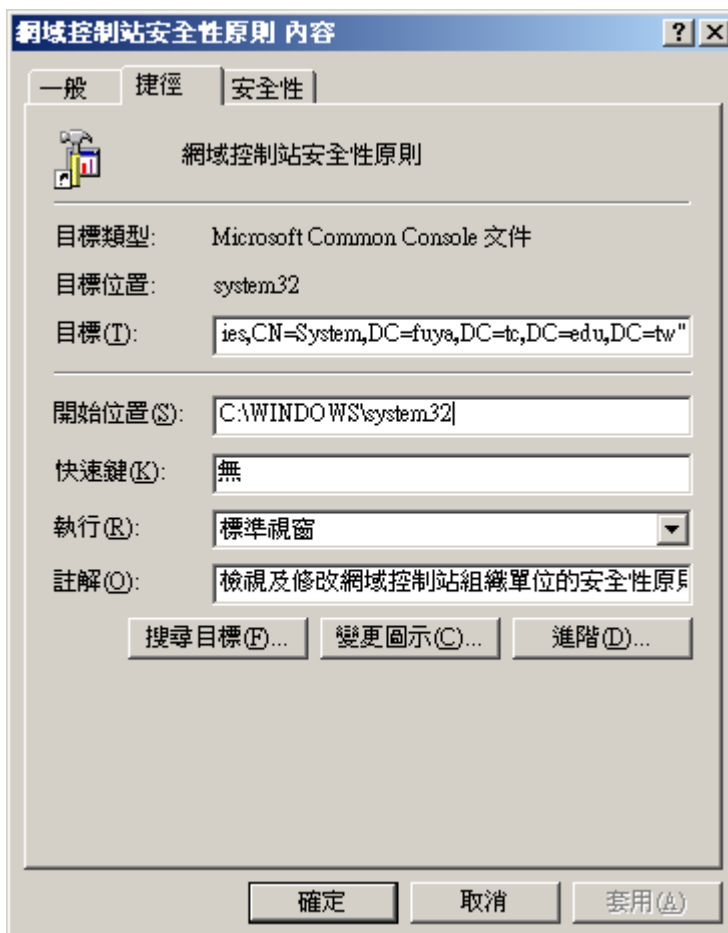 網域控制站安全性原則 內容
一般 捷徑 安全性
網域控制站安全性原則
目標類型: Microsoft Common Console 文件
目標位置: system32
目標(T): ies,CN=System,DC=fuya,DC=tc,DC=edu,DC=tw"
開始位置(S): C:\WINDOWS\system32
快速鍵(K): 無
執行(R): 標準視窗
註解(O): 檢視及修改網域控制站組織單位的安全性原則
搜尋目標(F)... 變更圖示(C)... 進階(D)...
確定 取消 套用(A)